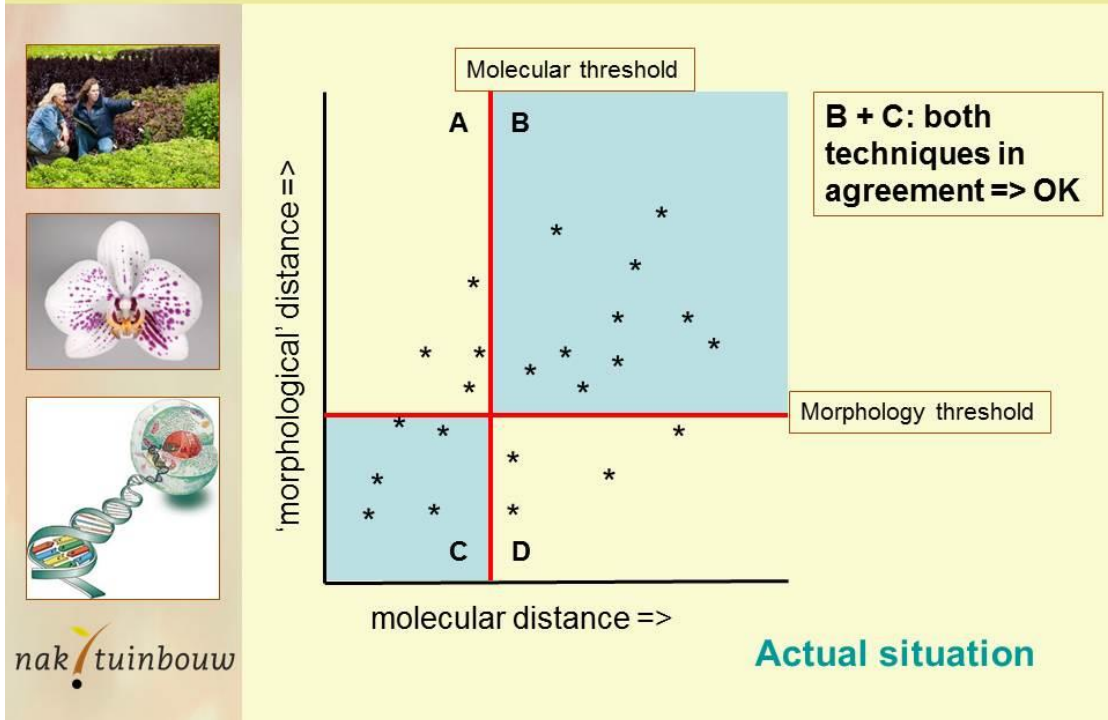 Molecular threshold
A
B
B + C: both
techniques in
agreement => OK
'morphological' distance =>
Morphology threshold
C
D
molecular distance =>
Actual situation
nak tuinbouw